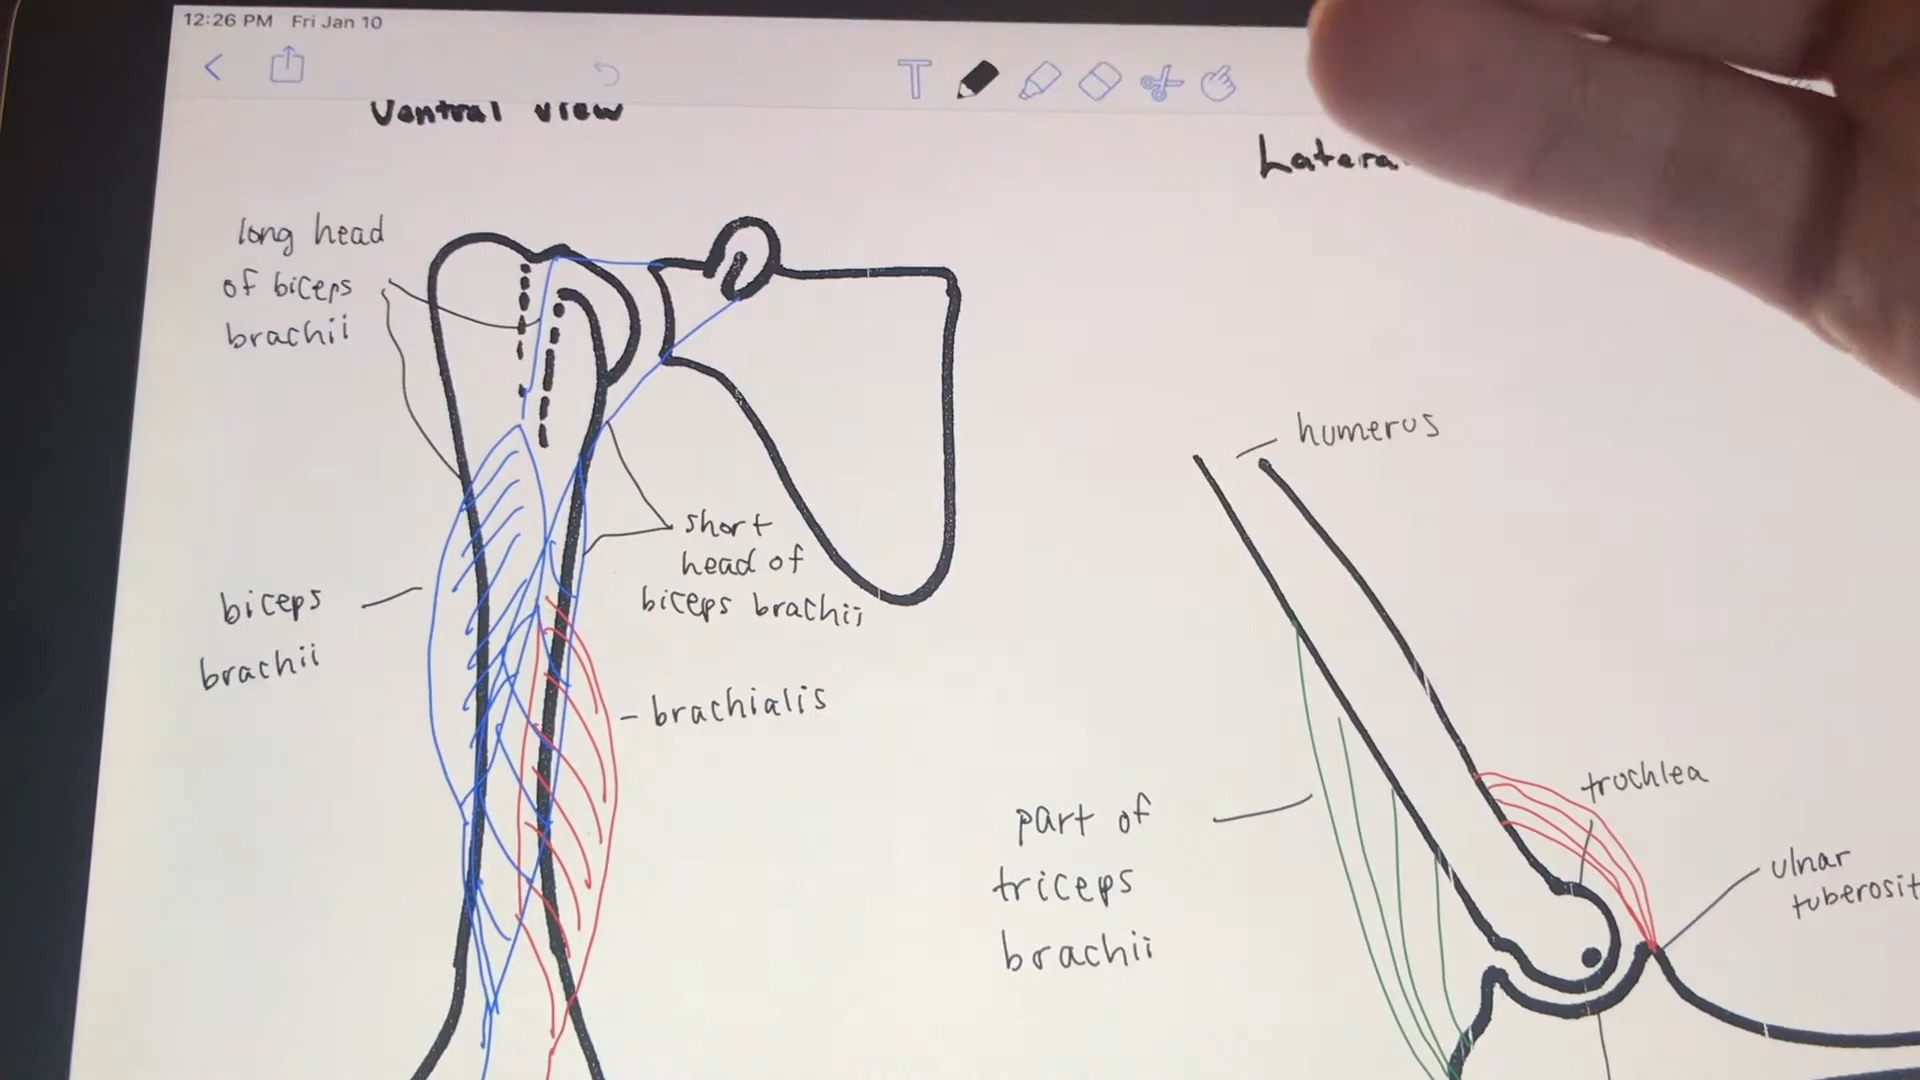 12:26 PM Fri Jan 10
T
Ventral view
long head
of biceps
brachii
short
head of
biceps brachii
biceps
brachii
brachialis
humerus
trochlea
ulnar
part of
triceps
brachii